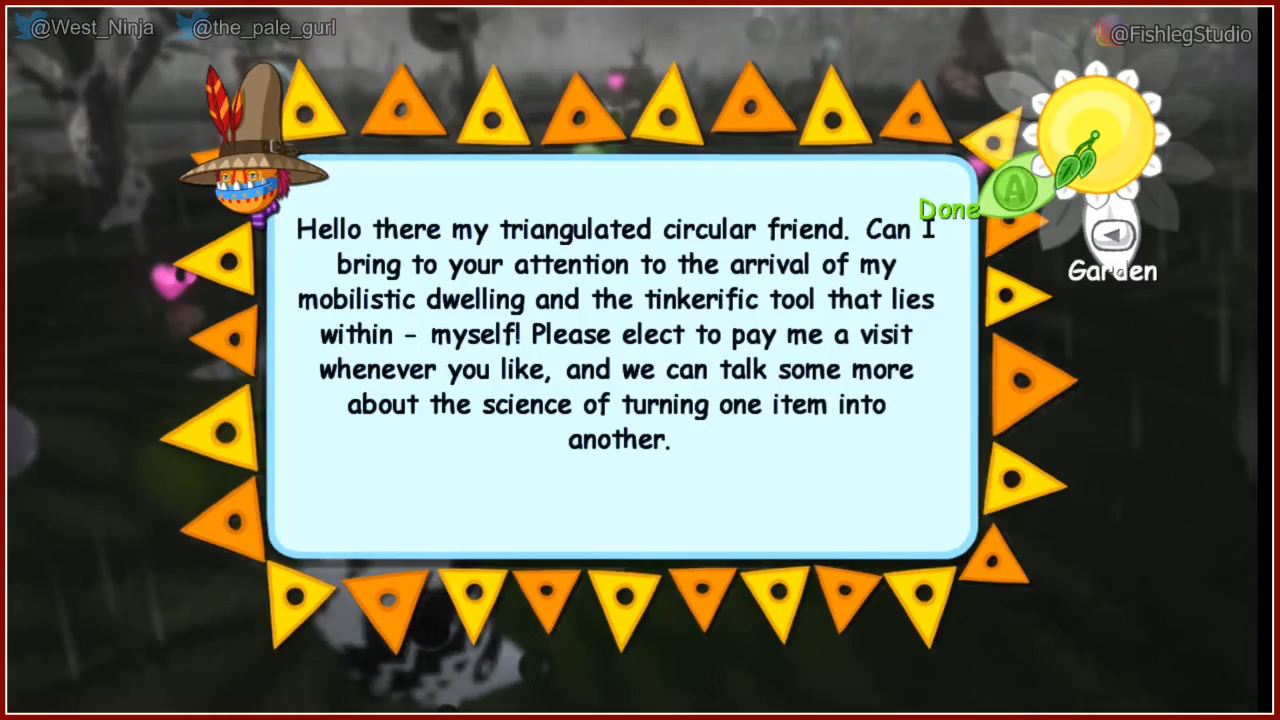 @West_Ninja @the_pale_gurl @FishlegStudio
Hello there my triangulated circular friend. Can I
bring to your attention to the arrival of my
mobilistic dwelling and the tinkerific tool that lies
within - myself! Please elect to pay me a visit
whenever you like, and we can talk some more
about the science of turning one item into
another.
A
Done
Garden